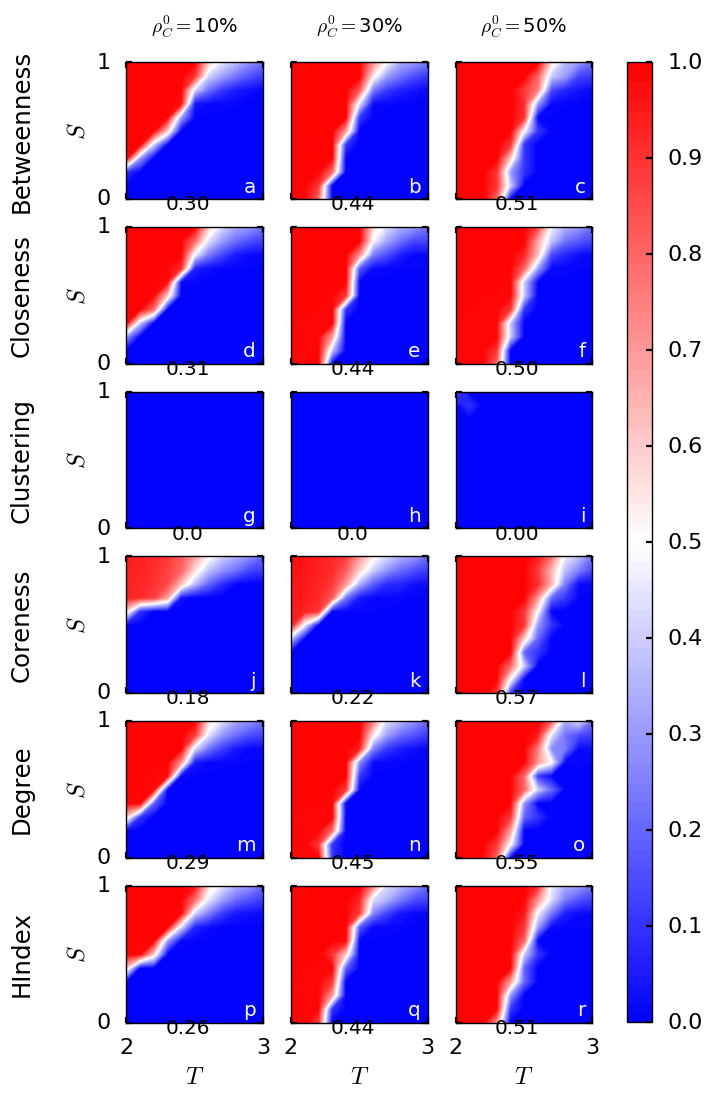 ρ_C^0 = 10% ρ_C^0 = 30% ρ_C^0 = 50%
Betweenness
S
1
0
a
b
c
0.30 0.44 0.51
Closeness
S
1
0
d
e
f
0.31 0.44 0.50
Clustering
S
1
0
g
h
i
0.0 0.0 0.00
Coreness
S
1
0
j
k
l
0.18 0.22 0.57
Degree
S
1
0
m
n
o
0.29 0.45 0.55
HIndex
S
1
0
p
q
r
0.26 0.44 0.51
2 3 2 3 2 3
T T T
1.0
0.9
0.8
0.7
0.6
0.5
0.4
0.3
0.2
0.1
0.0